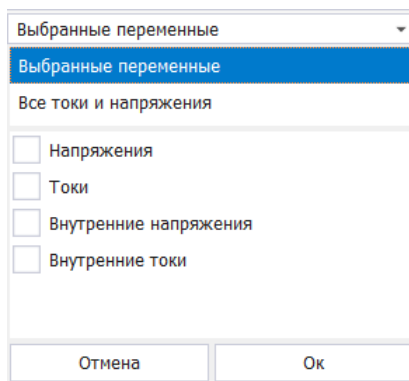 Выбранные переменные
Выбранные переменные
Все токи и напряжения
Напряжения
Токи
Внутренние напряжения
Внутренние токи
Отмена Ок